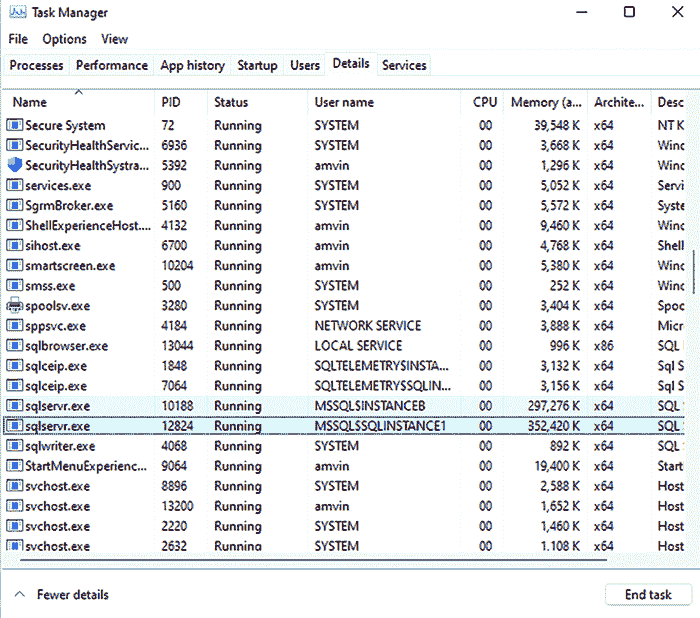 Task Manager
File Options View
Processes Performance App history Startup Users Details Services
Name PID Status User name CPU Memory (a... Archite... Desc
Secure System 72 Running SYSTEM 00 39,548 K x64 NT K
SecurityHealthServic... 6936 Running SYSTEM 00 3,668 K x64 Winc
SecurityHealthSystra... 5392 Running amvin 00 1,296 K x64 Winc
services.exe 900 Running SYSTEM 00 5,052 K x64 Servi
SgrmBroker.exe 5160 Running SYSTEM 00 5,572 K x64 Syste
ShellExperienceHost.... 4132 Running amvin 00 9,460 K x64 Winc
sihost.exe 6700 Running amvin 00 4,768 K x64 Shell
smartscreen.exe 10204 Running amvin 00 5,380 K x64 Winc
smss.exe 500 Running SYSTEM 00 252 K x64 Winc
spoolsv.exe 3280 Running SYSTEM 00 3,404 K x64 Spoc
sppsvc.exe 4184 Running NETWORK SERVICE 00 3,888 K x64 Micr
sqlbrowser.exe 13044 Running LOCAL SERVICE 00 996 K x86 SQL
sqlceip.exe 1848 Running SQLTELEMETRY$INSTA... 00 3,132 K x64 Sql S
sqlceip.exe 7064 Running SQLTELEMETRY$SQLIN... 00 3,156 K x64 Sql S
sqlservr.exe 10188 Running MSSQL$INSTANCEB 00 297,276 K x64 SQL
sqlservr.exe 12824 Running MSSQL$SQLINSTANCE1 00 352,420 K x64 SQL
sqlwriter.exe 4068 Running SYSTEM 00 892 K x64 SQL
StartMenuExperienc... 9064 Running amvin 00 19,400 K x64 Start
svchost.exe 8896 Running SYSTEM 00 2,588 K x64 Host
svchost.exe 13200 Running amvin 00 1,652 K x64 Host
svchost.exe 2220 Running SYSTEM 00 1,460 K x64 Host
svchost.exe 2632 Running SYSTEM 00 1,108 K x64 Host
Fewer details End task